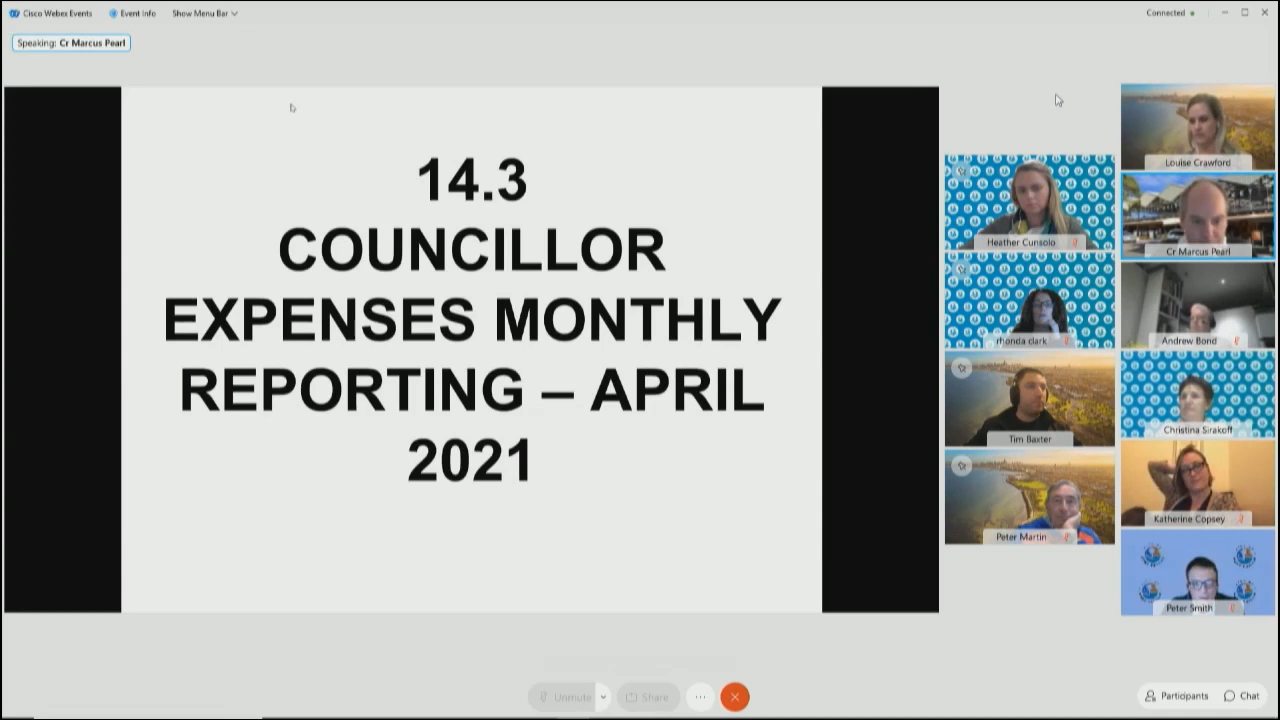 Cisco Webex Events
Event Info
Show Menu Bar
Connected
Speaking: Cr Marcus Pearl
14.3
COUNCILLOR
EXPENSES MONTHLY
REPORTING – APRIL
2021
Louise Crawford
Heather Cunsolo
Cr Marcus Pearl
rhonda clark
Andrew Bond
Tim Baxter
Christina Sirakoff
Peter Martin
Katherine Copsey
Peter Smith
Unmute
Share
Participants
Chat